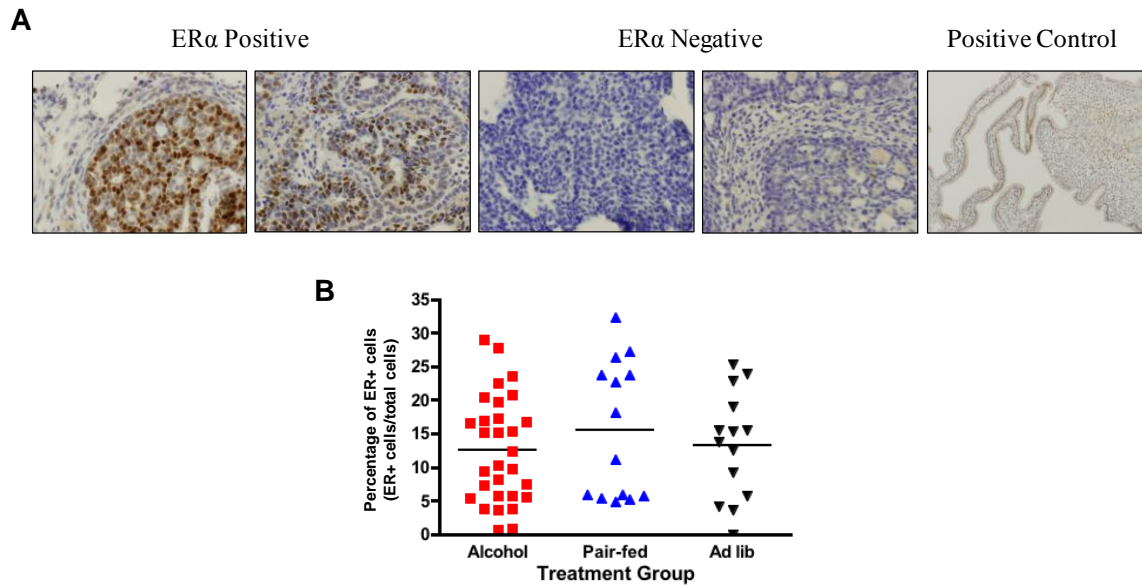 A
ERα Positive
ERα Negative
Positive Control
B
Percentage of ER+ cells
(ER+ cells/total cells)
35
30
25
20
15
10
5
0
Alcohol
Pair-fed
Ad lib
Treatment Group